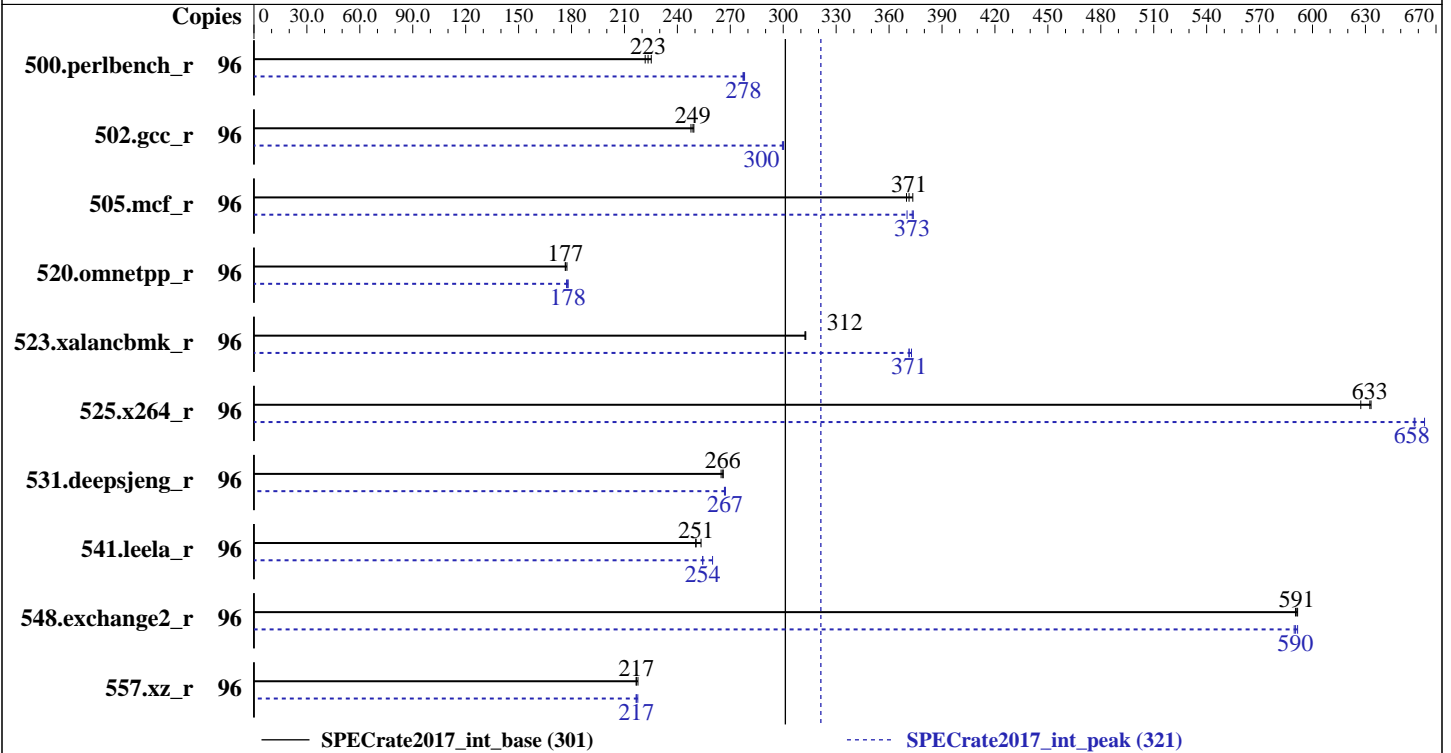 Copies 0 30.0 60.0 90.0 120 150 180 210 240 270 300 330 360 390 420 450 480 510 540 570 600 630 670
223
500.perlbench_r 96
278
249
502.gcc_r 96
300
371
505.mcf_r 96
373
177
520.omnetpp_r 96
178
312
523.xalancbmk_r 96
371
633
525.x264_r 96
658
266
531.deepsjeng_r 96
267
251
541.leela_r 96
254
591
548.exchange2_r 96
590
217
557.xz_r 96
217
SPECrate2017_int_base (301) SPECrate2017_int_peak (321)